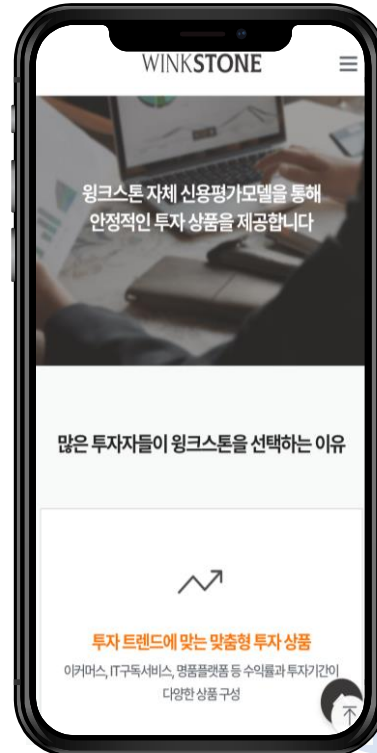 WINKSTONE
윙크스톤 자체 신용평가모델을 통해
안정적인 투자 상품을 제공합니다
많은 투자자들이 윙크스톤을 선택하는 이유
투자 트렌드에 맞는 맞춤형 투자 상품
이커머스, IT구독서비스, 명품플랫폼 등 수익률과 투자기간이
다양한 상품 구성